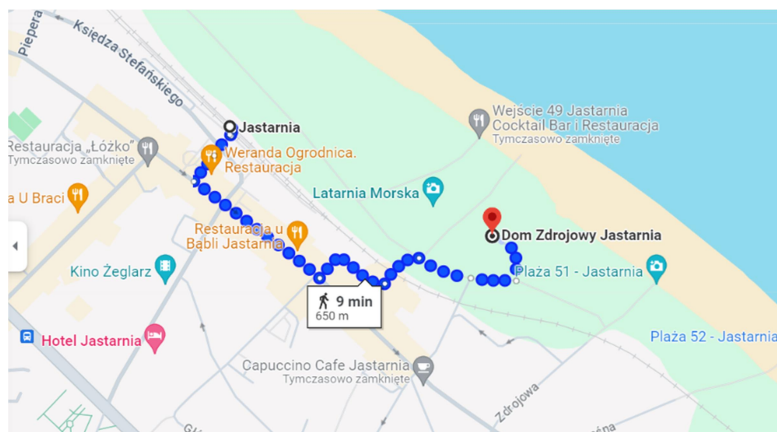 Piepera
Księdza Stefańskiego
Jastarnia
Wejście 49 Jastarnia
Cocktail Bar i Restauracja
Tymczasowo zamknięte
Restauracja „Łóżko”
Tymczasowo zamknięte
Weranda Ogrodnica.
Restauracja
a U Braci
Latarnia Morska
Restauracja u
Bąbli Jastarnia
Dom Zdrojowy Jastarnia
Kino Żeglarz
Plaża 51 - Jastarnia
9 min
650 m
Hotel Jastarnia
Plaża 52 - Jastarnia
Capuccino Cafe Jastarnia
Tymczasowo zamknięte
Zdrojowa